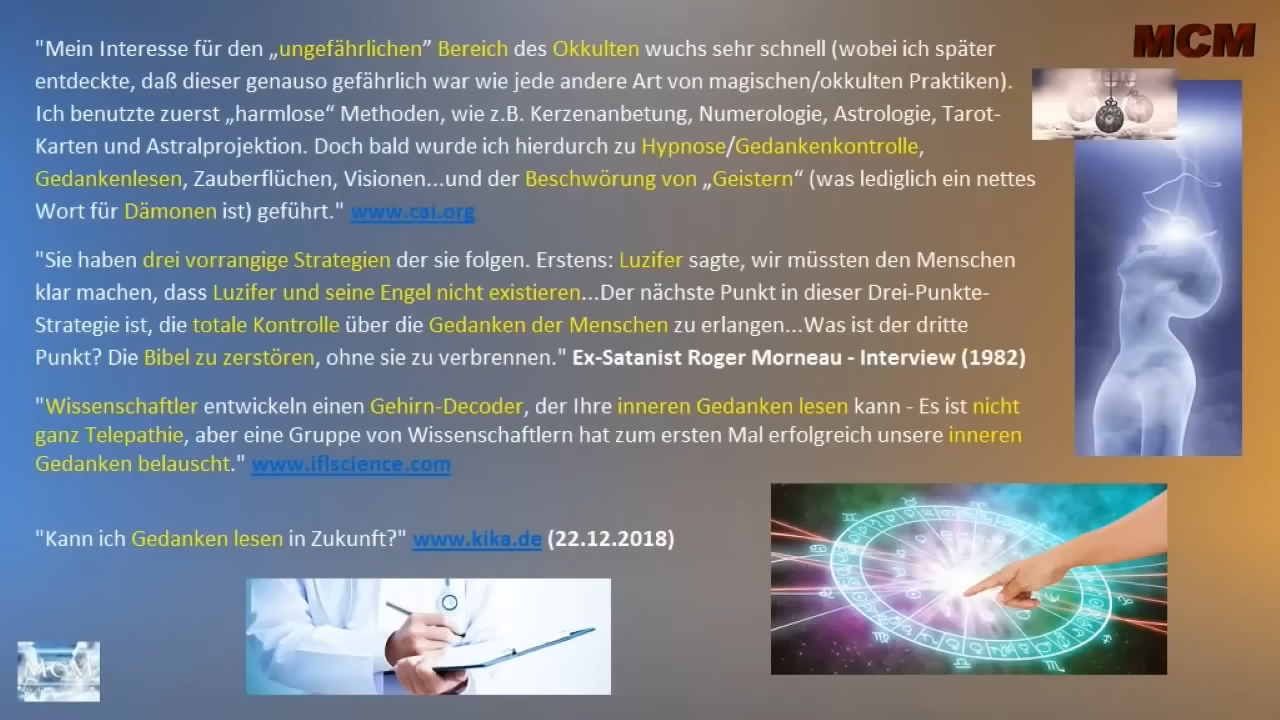 "Mein Interesse für den „ungefährlichen” Bereich des Okkulten wuchs sehr schnell (wobei ich später
entdeckte, daß dieser genauso gefährlich war wie jede andere Art von magischen/okkulten Praktiken).
Ich benutzte zuerst „harmlose“ Methoden, wie z.B. Kerzenanbetung, Numerologie, Astrologie, Tarot-
Karten und Astralprojektion. Doch bald wurde ich hierdurch zu Hypnose/Gedankenkontrolle,
Gedankenlesen, Zauberflüchen, Visionen...und der Beschwörung von „Geistern“ (was lediglich ein nettes
Wort für Dämonen ist) geführt." www.cai.org
"Sie haben drei vorrangige Strategien der sie folgen. Erstens: Luzifer sagte, wir müssten den Menschen
klar machen, dass Luzifer und seine Engel nicht existieren...Der nächste Punkt in dieser Drei-Punkte-
Strategie ist, die totale Kontrolle über die Gedanken der Menschen zu erlangen...Was ist der dritte
Punkt? Die Bibel zu zerstören, ohne sie zu verbrennen." Ex-Satanist Roger Morneau - Interview (1982)
"Wissenschaftler entwickeln einen Gehirn-Decoder, der Ihre inneren Gedanken lesen kann - Es ist nicht
ganz Telepathie, aber eine Gruppe von Wissenschaftlern hat zum ersten Mal erfolgreich unsere inneren
Gedanken belauscht." www.iflscience.com
"Kann ich Gedanken lesen in Zukunft?" www.kika.de (22.12.2018)
MCM
MCM